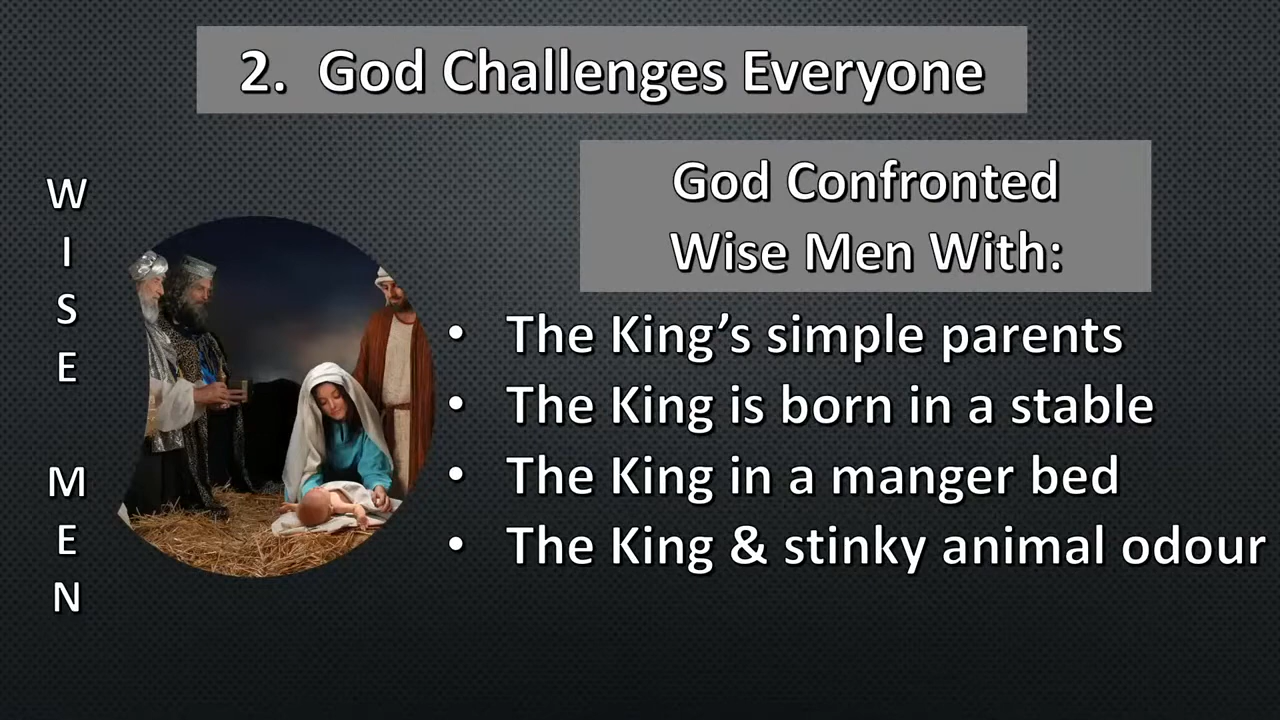 2. God Challenges Everyone
God Confronted
Wise Men With:
W
I
S
E
M
E
N
• The King’s simple parents
• The King is born in a stable
• The King in a manger bed
• The King & stinky animal odour